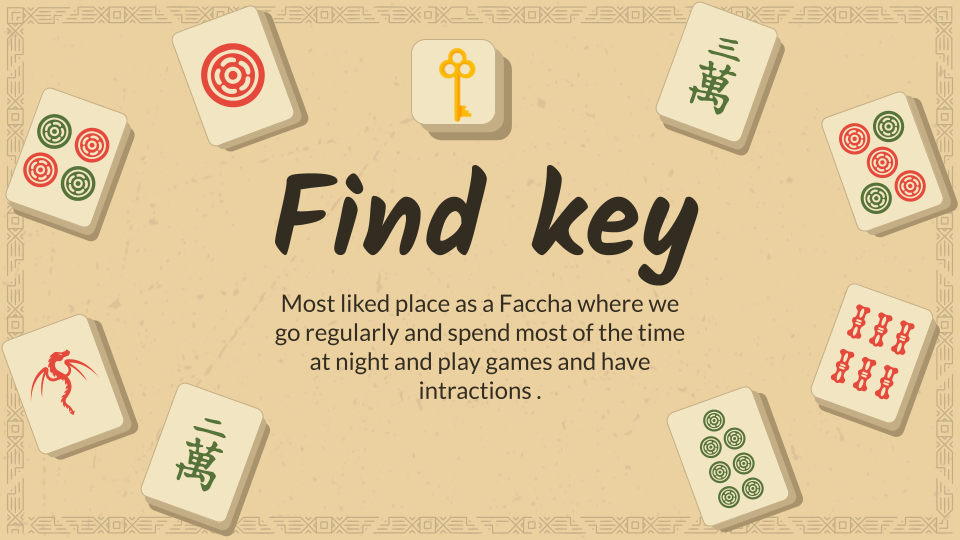 三萬
Find key
Most liked place as a Faccha where we
go regularly and spend most of the time
at night and play games and have
intractions .
二萬